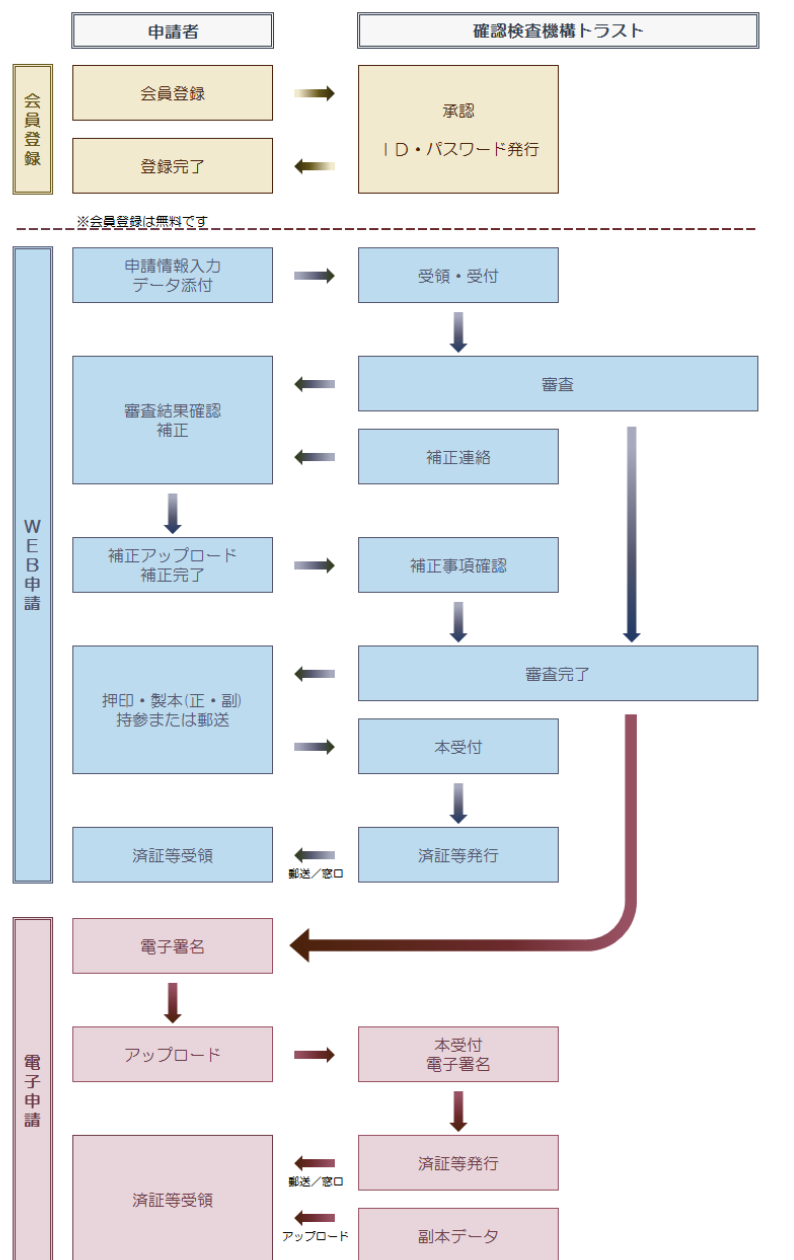 申請者
確認検査機構トラスト
会員登録
会員登録
承認
ＩＤ・パスワード発行
登録完了
※会員登録は無料です
ＷＥＢ申請
申請情報入力
データ添付
受領・受付
審査
審査結果確認
補正
補正連絡
補正アップロード
補正完了
補正事項確認
審査完了
押印・製本(正・副)
持参または郵送
本受付
済証等受領
郵送／窓口
済証等発行
電子申請
電子署名
アップロード
本受付
電子署名
済証等受領
郵送／窓口
済証等発行
アップロード
副本データ